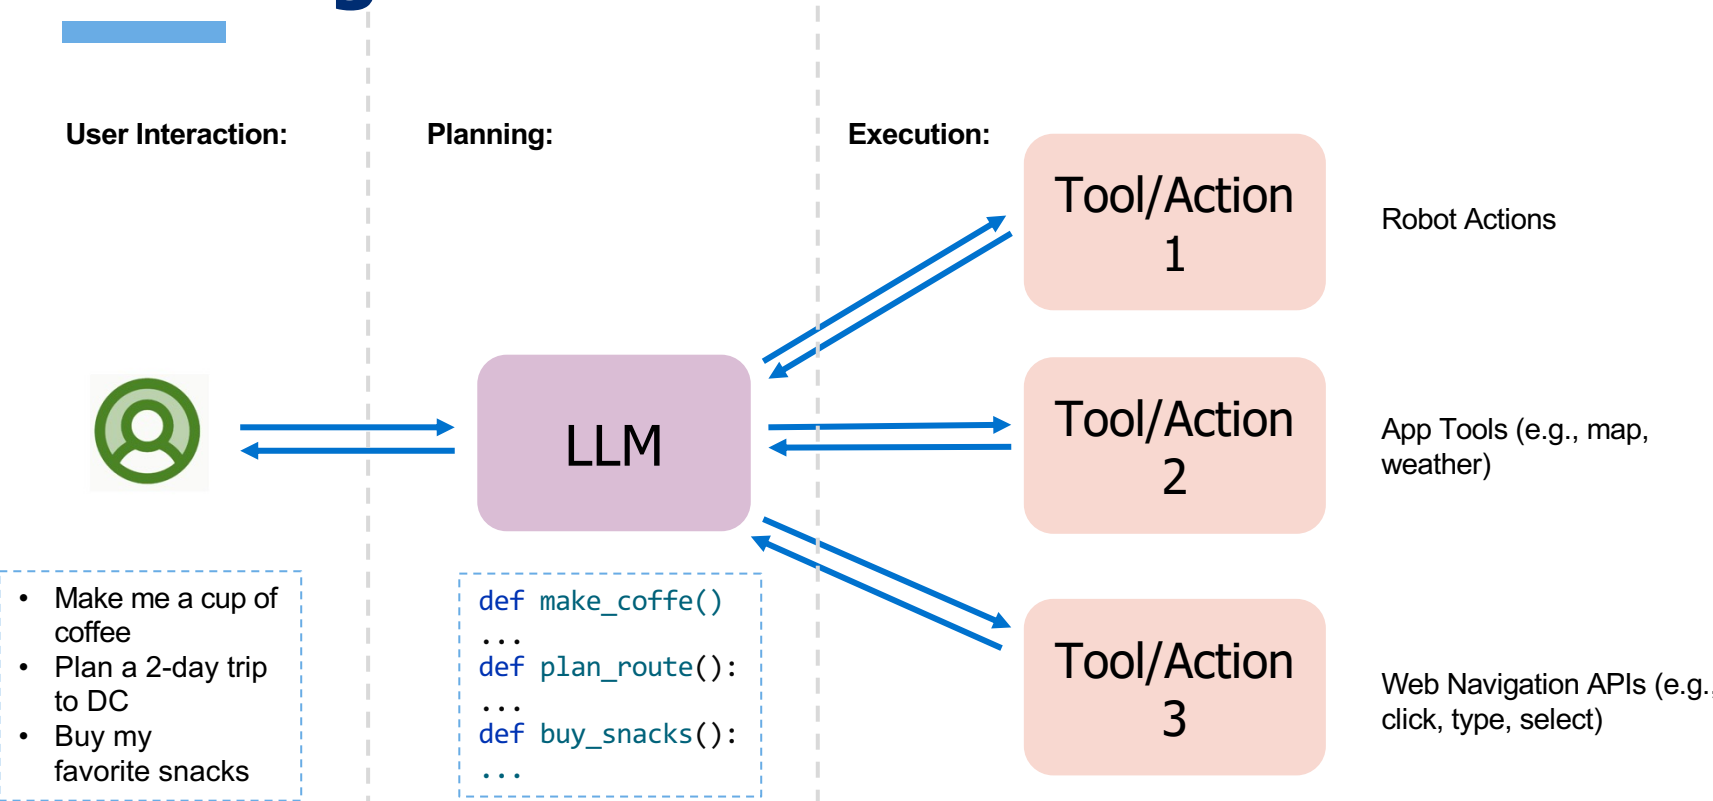 User Interaction:
Planning:
Execution:
Tool/Action
1
Robot Actions
LLM
Tool/Action
2
App Tools (e.g., map,
weather)
• Make me a cup of
coffee
• Plan a 2-day trip
to DC
• Buy my
favorite snacks
def make_coffe()
...
def plan_route():
...
def buy_snacks():
...
Tool/Action
3
Web Navigation APIs (e.g.,
click, type, select)